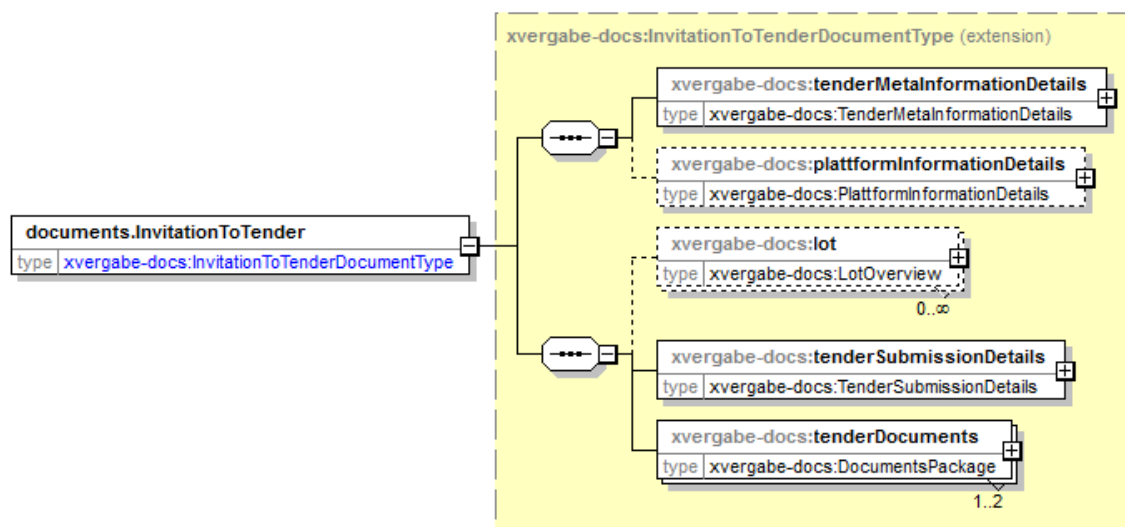 xvergabe-docs:InvitationToTenderDocumentType (extension)
xvergabe-docs:tenderMetaInformationDetails
type xvergabe-docs:TenderMetaInformationDetails
xvergabe-docs:plattformInformationDetails
type xvergabe-docs:PlattformInformationDetails
documents.InvitationToTender
type xvergabe-docs:InvitationToTenderDocumentType
xvergabe-docs:lot
type xvergabe-docs:LotOverview
0..∞
xvergabe-docs:tenderSubmissionDetails
type xvergabe-docs:TenderSubmissionDetails
xvergabe-docs:tenderDocuments
type xvergabe-docs:DocumentsPackage
1..2